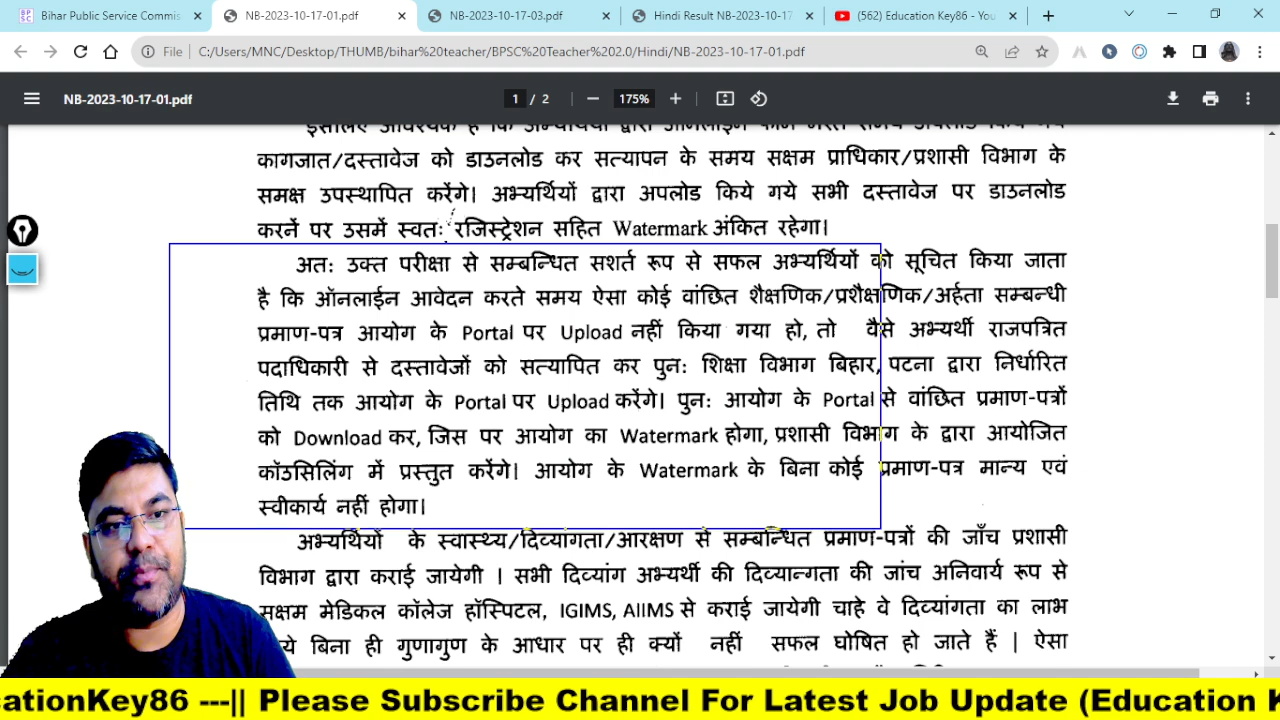 Bihar Public Service Commis
NB-2023-10-17-01.pdf
NB-2023-10-17-03.pdf
Hindi Result NB-2023-10-17
(562) Education Key86 - You
File
C:/Users/MNC/Desktop/THUMB/bihar%20teacher/BPSC%20Teacher%202.0/Hindi/NB-2023-10-17-01.pdf
NB-2023-10-17-01.pdf
1 / 2
175%
कागजात/दस्तावेज को डाउनलोड कर सत्यापन के समय सक्षम प्राधिकार/प्रशासी विभाग के
समक्ष उपस्थापित करेंगे। अभ्यर्थियों द्वारा अपलोड किये गये सभी दस्तावेज पर डाउनलोड
करनें पर उसमें स्वतः रजिस्ट्रेशन सहित Watermark अंकित रहेगा।
अतः उक्त परीक्षा से सम्बन्धित सशर्त रूप से सफल अभ्यर्थियों को सूचित किया जाता
है कि ऑनलाईन आवेदन करते समय ऐसा कोई वांछित शैक्षणिक/प्रशैक्षणिक/अर्हता सम्बन्धी
प्रमाण-पत्र आयोग के Portal पर Upload नहीं किया गया हो, तो वैसे अभ्यर्थी राजपत्रित
पदाधिकारी से दस्तावेजों को सत्यापित कर पुनः शिक्षा विभाग बिहार, पटना द्वारा निर्धारित
तिथि तक आयोग के Portal पर Upload करेंगे। पुनः आयोग के Portal से वांछित प्रमाण-पत्रों
को Download कर, जिस पर आयोग का Watermark होगा, प्रशासी विभाग के द्वारा आयोजित
कॉउसिलिंग में प्रस्तुत करेंगे। आयोग के Watermark के बिना कोई प्रमाण-पत्र मान्य एवं
स्वीकार्य नहीं होगा।
अभ्यर्थियों के स्वास्थ्य/दिव्यांगता/आरक्षण से सम्बन्धित प्रमाण-पत्रों की जाँच प्रशासी
विभाग द्वारा कराई जायेगी । सभी दिव्यांग अभ्यर्थी की दिव्यान्गता की जांच अनिवार्य रूप से
सक्षम मेडिकल कॉलेज हॉस्पिटल, IGIMS, AIIMS से कराई जायेगी चाहे वे दिव्यांगता का लाभ
बिना ही गुणागुण के आधार पर ही क्यों नहीं सफल घोषित हो जाते हैं | ऐसा
cationKey86 ---|| Please Subscribe Channel For Latest Job Update (Education K